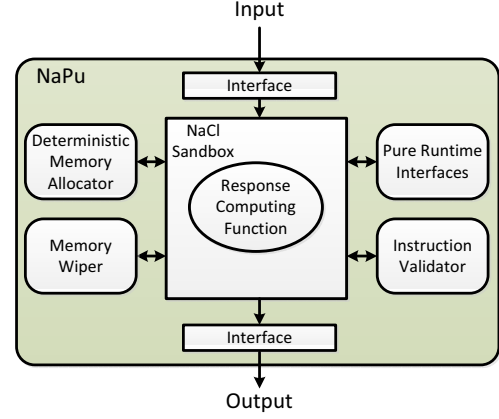 Input
NaPu
Interface
NaCl
Sandbox
Deterministic
Memory
Allocator
Response
Computing
Function
Pure Runtime
Interfaces
Memory
Wiper
Instruction
Validator
Interface
Output